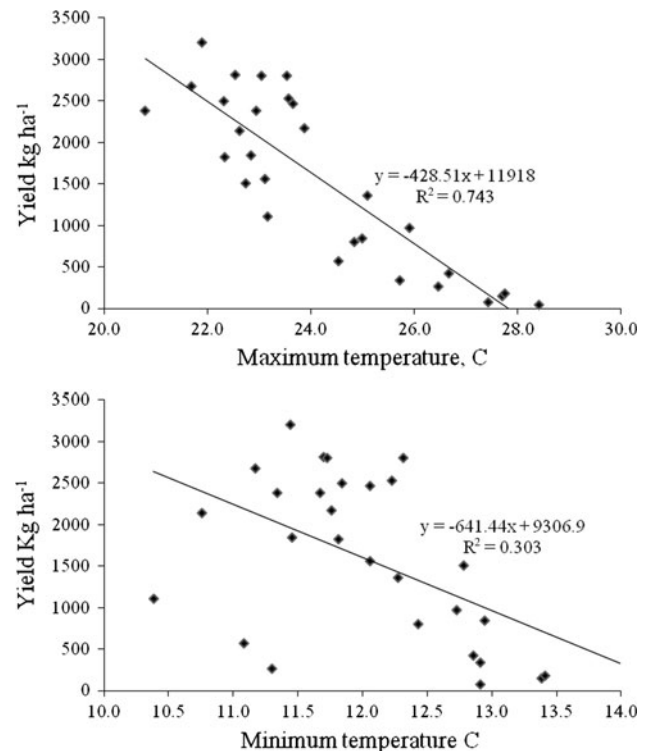 3500
3000
2500
2000
1500
1000
500
0
Yield kg ha-1
y = -428.51x + 11918
R2 = 0.743
20.0 22.0 24.0 26.0 28.0 30.0
Maximum temperature, C
3500
3000
2500
2000
1500
1000
500
0
Yield Kg ha-1
y = -641.44x + 9306.9
R2 = 0.303
10.0 10.5 11.0 11.5 12.0 12.5 13.0 13.5 14.0
Minimum temperature C